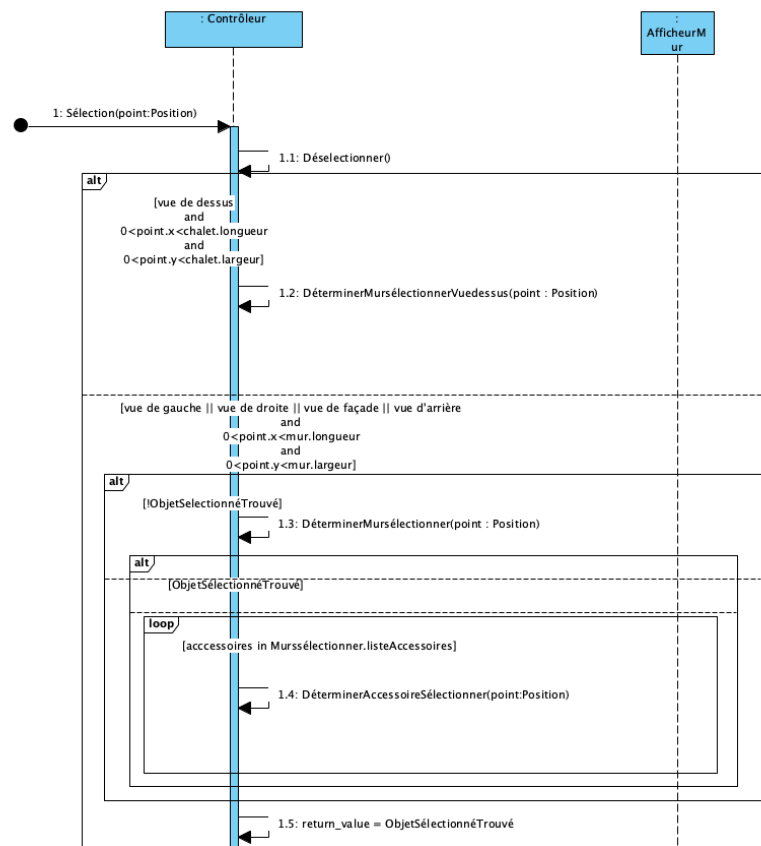 : Contrôleur
:
AfficheurM
ur
1: Sélection(point:Position)
1.1: Déselectionner()
alt
[vue de dessus
and
0<point.x<chalet.longueur
and
0<point.y<chalet.largeur]
1.2: DéterminerMursélectionnerVuedessus(point : Position)
[vue de gauche || vue de droite || vue de façade || vue d'arrière
and
0<point.x<mur.longueur
and
0<point.y<mur.largeur]
alt
[!ObjetSelectionnéTrouvé]
1.3: DéterminerMursélectionner(point : Position)
alt
[ObjetSélectionnéTrouvé]
loop
[acccessoires in Murssélectionner.listeAccessoires]
1.4: DéterminerAccessoireSélectionner(point:Position)
1.5: return_value = ObjetSélectionnéTrouvé